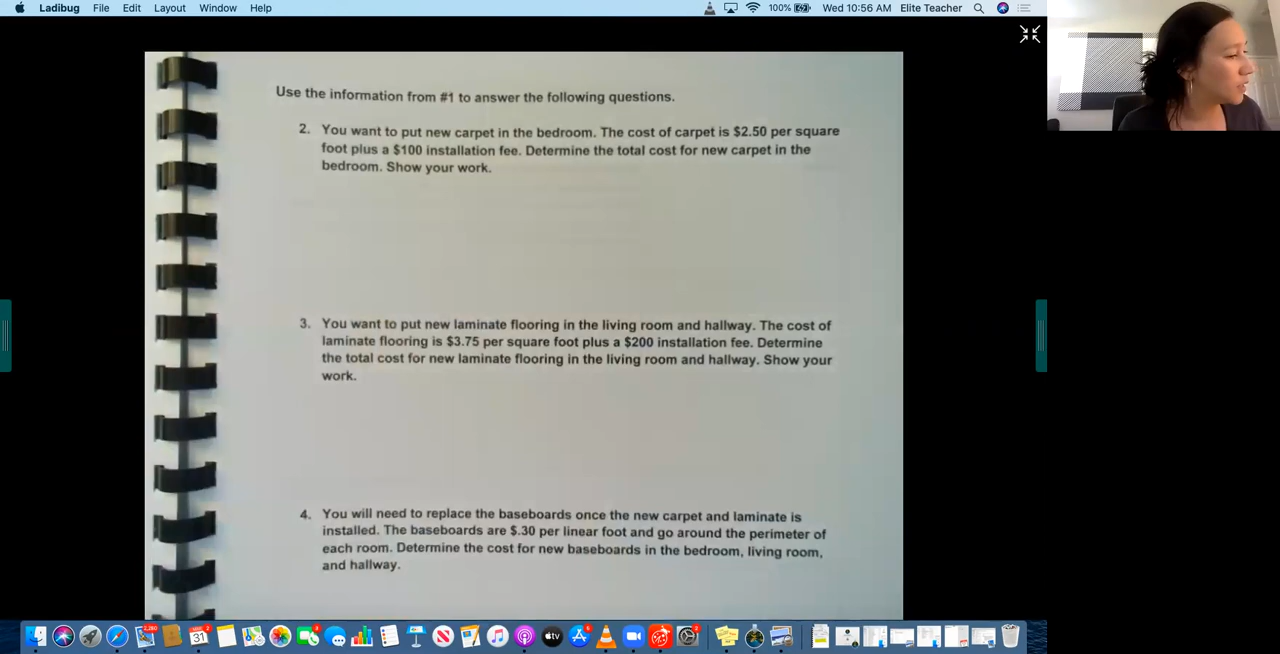 Ladibug File Edit Layout Window Help 100% Wed 10:56 AM Elite Teacher
Use the information from #1 to answer the following questions.
2. You want to put new carpet in the bedroom. The cost of carpet is $2.50 per square
foot plus a $100 installation fee. Determine the total cost for new carpet in the
bedroom. Show your work.
3. You want to put new laminate flooring in the living room and hallway. The cost of
laminate flooring is $3.75 per square foot plus a $200 installation fee. Determine
the total cost for new laminate flooring in the living room and hallway. Show your
work.
4. You will need to replace the baseboards once the new carpet and laminate is
installed. The baseboards are $.30 per linear foot and go around the perimeter of
each room. Determine the cost for new baseboards in the bedroom, living room,
and hallway.
31 tv